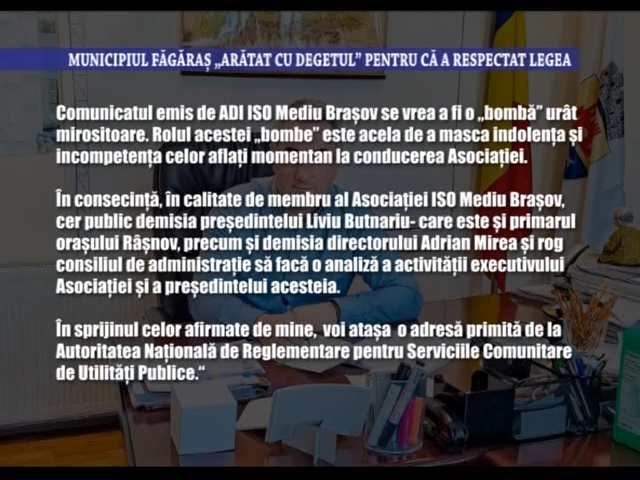 MUNICIPIUL FĂGĂRAȘ „ARĂTAT CU DEGETUL” PENTRU CĂ A RESPECTAT LEGEA
Comunicatul emis de ADI ISO Mediu Brașov se vrea a fi o „bombă” urât
mirositoare. Rolul acestei „bombe” este acela de a masca indolența și
incompetența celor aflați momentan la conducerea Asociației.
În consecință, în calitate de membru al Asociației ISO Mediu Brașov,
cer public demisia președintelui Liviu Butnariu- care este și primarul
orașului Râșnov, precum și demisia directorului Adrian Mirea și rog
consiliul de administrație să facă o analiză a activității executivului
Asociației și a președintelui acesteia.
În sprijinul celor afirmate de mine,  voi atașa  o adresă primită de la
Autoritatea Națională de Reglementare pentru Serviciile Comunitare
de Utilități Publice.“